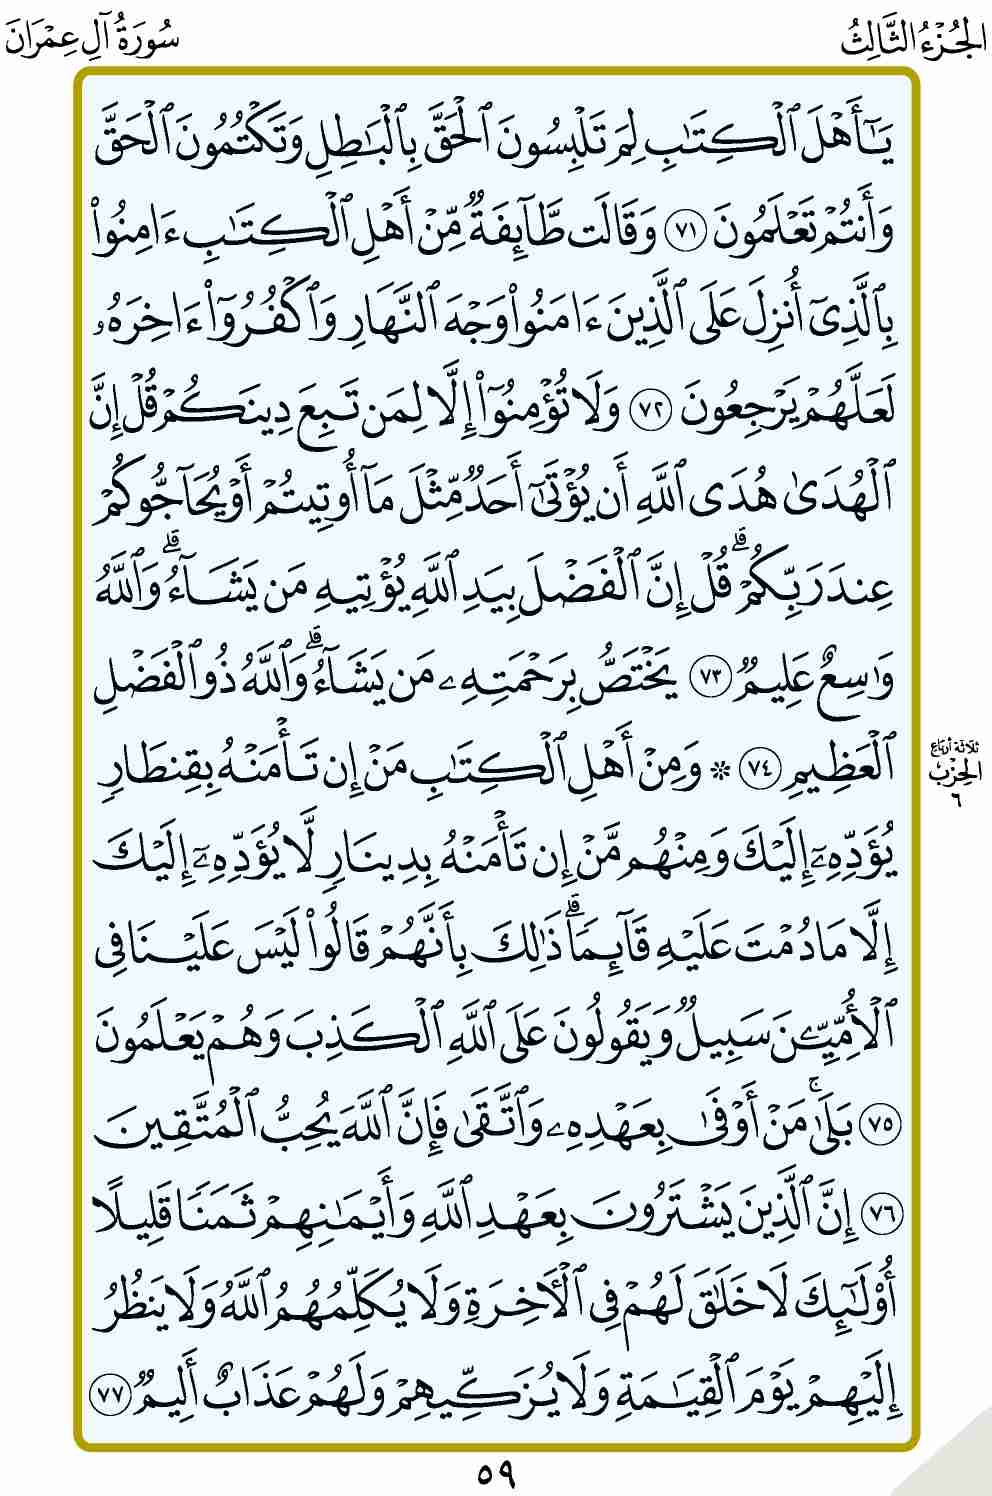 الجُزْءُ الثَّالِثُ
سُورَةُ آلِ عِمْرَانَ
يَـٰٓأَهْلَ ٱلْكِتَـٰبِ لِمَ تَلْبِسُونَ ٱلْحَقَّ بِٱلْبَـٰطِلِ وَتَكْتُمُونَ ٱلْحَقَّ
وَأَنتُمْ تَعْلَمُونَ ٧١ وَقَالَت طَّآئِفَةٌ مِّنْ أَهْلِ ٱلْكِتَـٰبِ ءَامِنُوا۟
بِٱلَّذِىٓ أُنزِلَ عَلَى ٱلَّذِينَ ءَامَنُوا۟ وَجْهَ ٱلنَّهَارِ وَٱكْفُرُوٓا۟ ءَاخِرَهُۥ
لَعَلَّهُمْ يَرْجِعُونَ ٧٢ وَلَا تُؤْمِنُوٓا۟ إِلَّا لِمَن تَبِعَ دِينَكُمْ قُلْ إِنَّ
ٱلْهُدَىٰ هُدَى ٱللَّهِ أَن يُؤْتَىٰٓ أَحَدٌ مِّثْلَ مَآ أُوتِيتُمْ أَوْ يُحَآجُّوكُمْ
عِندَ رَبِّكُمْ ۗ قُلْ إِنَّ ٱلْفَضْلَ بِيَدِ ٱللَّهِ يُؤْتِيهِ مَن يَشَآءُ ۗ وَٱللَّهُ
وَٰسِعٌ عَلِيمٌ ٧٣ يَخْتَصُّ بِرَحْمَتِهِۦ مَن يَشَآءُ ۗ وَٱللَّهُ ذُو ٱلْفَضْلِ
ٱلْعَظِيمِ ٧٤ ۞ وَمِنْ أَهْلِ ٱلْكِتَـٰبِ مَنْ إِن تَأْمَنْهُ بِقِنطَارٍ
يُؤَدِّهِۦٓ إِلَيْكَ وَمِنْهُم مَّنْ إِن تَأْمَنْهُ بِدِينَارٍ لَّا يُؤَدِّهِۦٓ إِلَيْكَ
إِلَّا مَا دُمْتَ عَلَيْهِ قَآئِمًا ۗ ذَٰلِكَ بِأَنَّهُمْ قَالُوا۟ لَيْسَ عَلَيْنَا فِى
ٱلْأُمِّيِّـۧنَ سَبِيلٌ وَيَقُولُونَ عَلَى ٱللَّهِ ٱلْكَذِبَ وَهُمْ يَعْلَمُونَ
٧٥ بَلَىٰ ۚ مَنْ أَوْفَىٰ بِعَهْدِهِۦ وَٱتَّقَىٰ فَإِنَّ ٱللَّهَ يُحِبُّ ٱلْمُتَّقِينَ
٧٦ إِنَّ ٱلَّذِينَ يَشْتَرُونَ بِعَهْدِ ٱللَّهِ وَأَيْمَـٰنِهِمْ ثَمَنًا قَلِيلًا
أُو۟لَـٰٓئِكَ لَا خَلَـٰقَ لَهُمْ فِى ٱلْـَٔاخِرَةِ وَلَا يُكَلِّمُهُمُ ٱللَّهُ وَلَا يَنظُرُ
إِلَيْهِمْ يَوْمَ ٱلْقِيَـٰمَةِ وَلَا يُزَكِّيهِمْ وَلَهُمْ عَذَابٌ أَلِيمٌ ٧٧
ثلاثة أرباع
الحزب
٦
٥٩